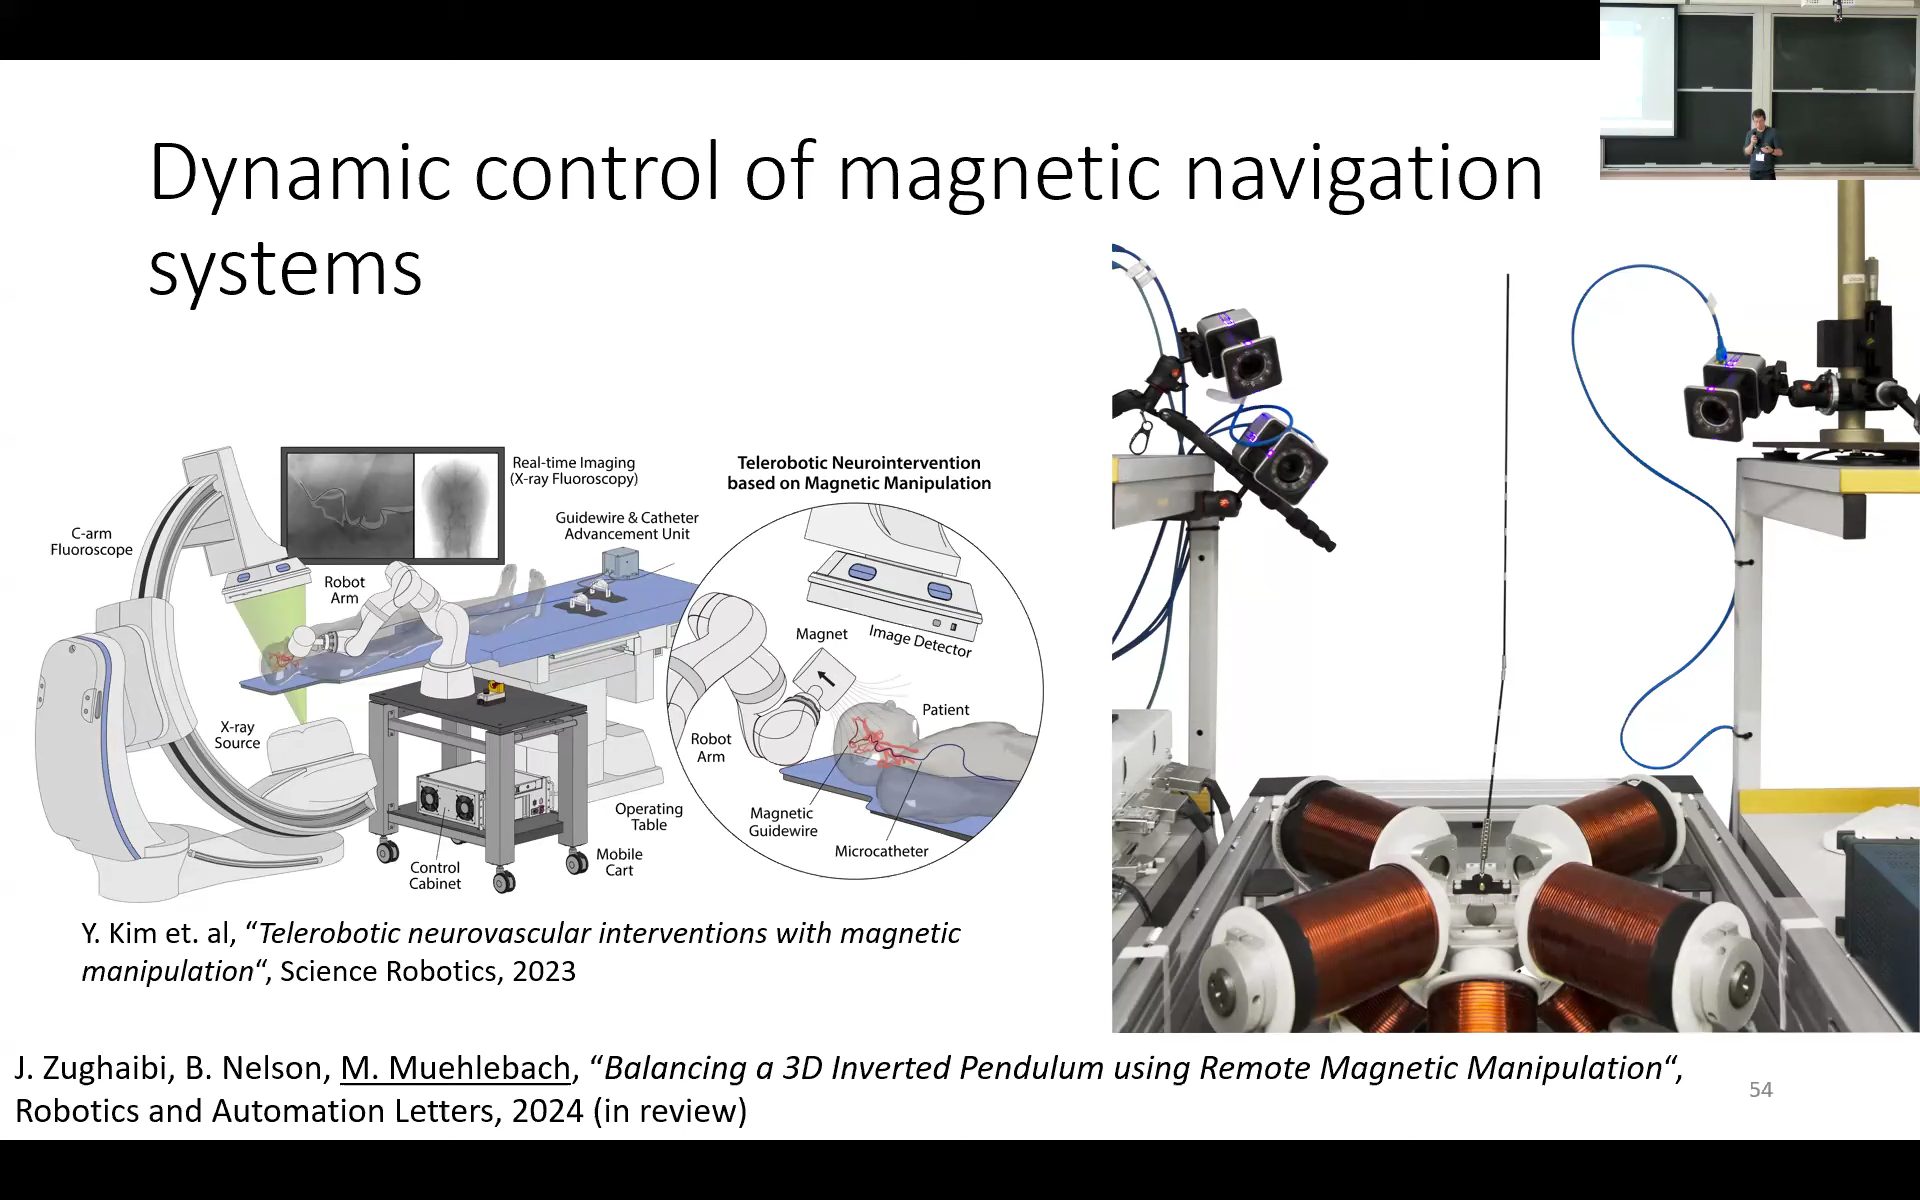 Dynamic control of magnetic navigation
systems
Real-time Imaging
(X-ray Fluoroscopy)
C-arm
Fluoroscope
Guidewire & Catheter
Advancement Unit
Robot
Arm
X-ray
Source
Control
Cabinet
Operating
Table
Mobile
Cart
Telerobotic Neurointervention
based on Magnetic Manipulation
Magnet
Image Detector
Patient
Robot
Arm
Magnetic
Guidewire
Microcatheter
Y. Kim et. al, “Telerobotic neurovascular interventions with magnetic
manipulation“, Science Robotics, 2023
J. Zughaibi, B. Nelson, M. Muehlebach, “Balancing a 3D Inverted Pendulum using Remote Magnetic Manipulation“,
Robotics and Automation Letters, 2024 (in review)
54